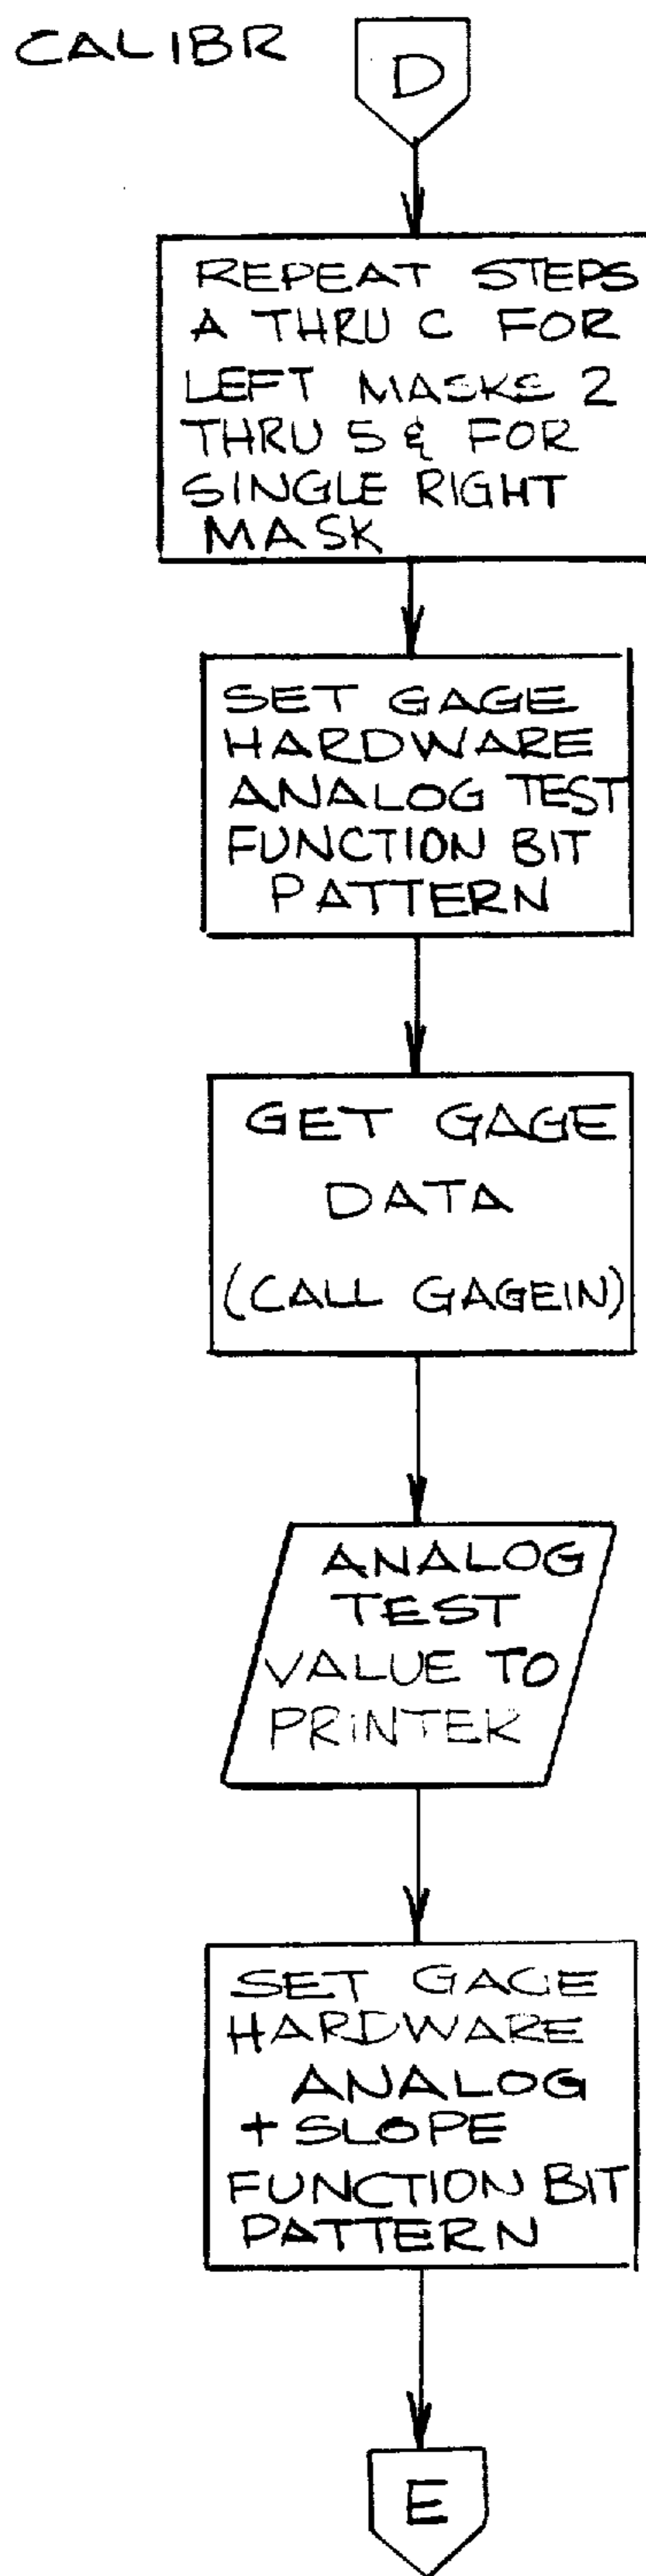 CALIBR
D
REPEAT STEPS
A THRU C FOR
LEFT MASKS 2
THRU 5 & FOR
SINGLE RIGHT
MASK
SET GAGE
HARDWARE
ANALOG TEST
FUNCTION BIT
PATTERN
GET GAGE
DATA
(CALL GAGEIN)
ANALOG
TEST
VALUE TO
PRINTER
SET GAGE
HARDWARE
ANALOG
+ SLOPE
FUNCTION BIT
PATTERN
E